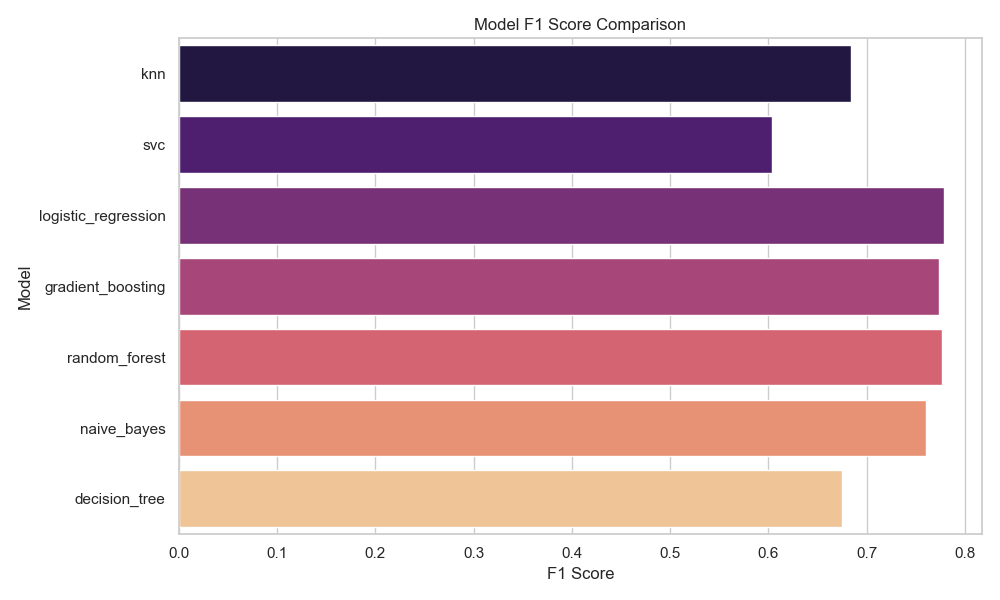 Model F1 Score Comparison
Model
knn
svc
logistic_regression
gradient_boosting
random_forest
naive_bayes
decision_tree
0.0 0.1 0.2 0.3 0.4 0.5 0.6 0.7 0.8
F1 Score